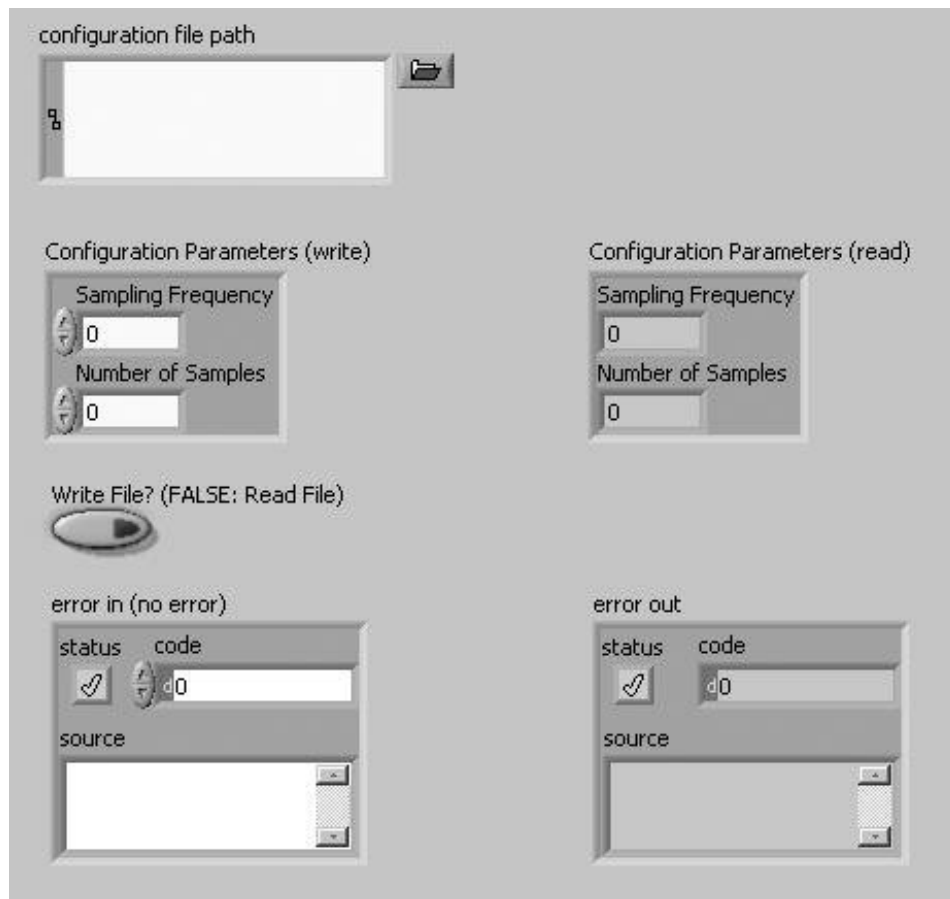 configuration file path
Configuration Parameters (write)
Sampling Frequency
0
Number of Samples
0
Configuration Parameters (read)
Sampling Frequency
0
Number of Samples
0
Write File? (FALSE: Read File)
error in (no error)
status code
d0
source
error out
status code
d0
source